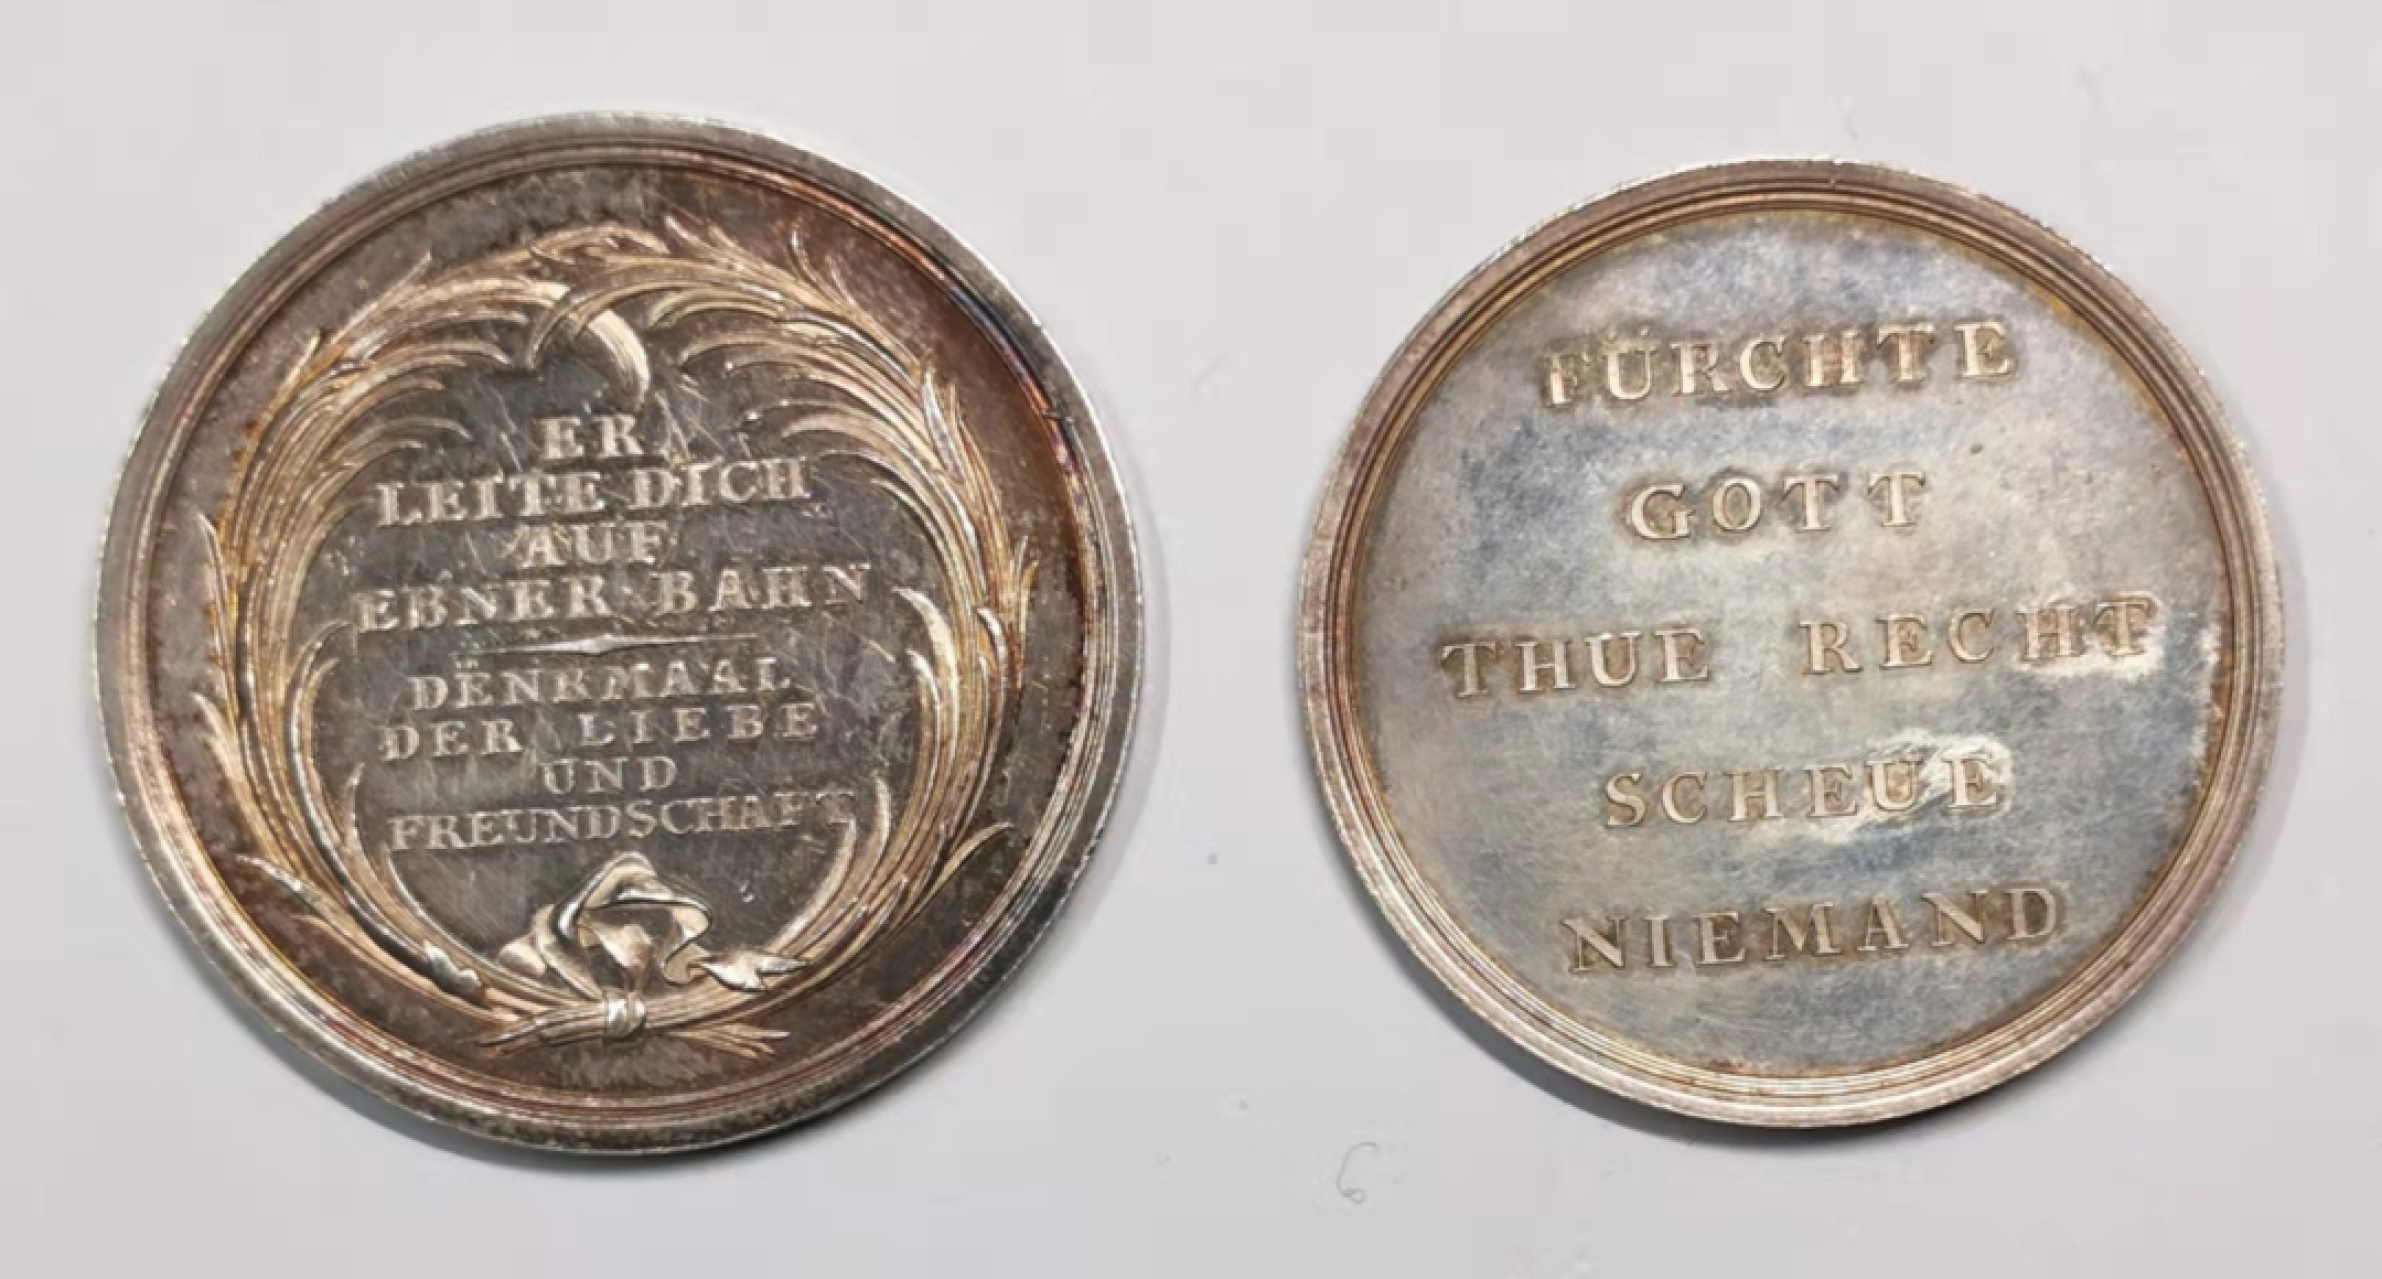 ER
LEITE DICH
AUF
EBNER BAHN
DENKMAAL
DER LIEBE
UND
FREUNDSCHAFT
FÜRCHTE
GOTT
THUE RECHT
SCHEUE
NIEMAND